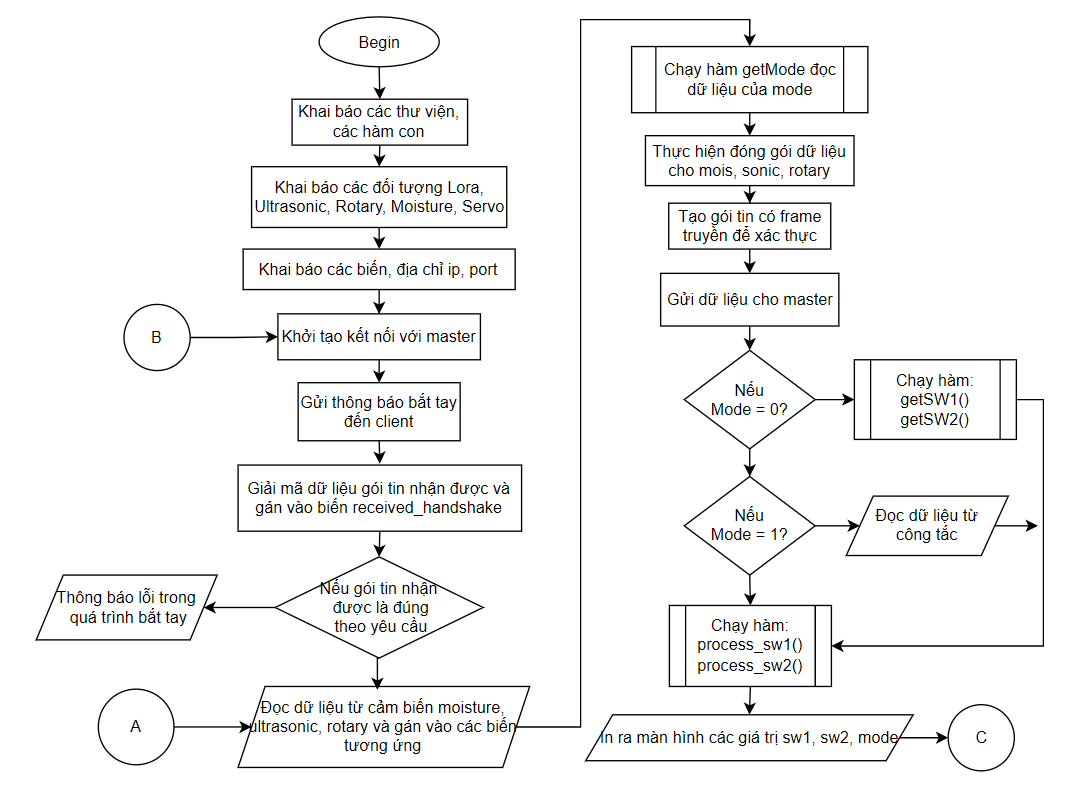 Begin
Khai báo các thư viện,
các hàm con
Khai báo các đối tượng Lora,
Ultrasonic, Rotary, Moisture, Servo
Khai báo các biến, địa chỉ ip, port
B
Khởi tạo kết nối với master
Gửi thông báo bắt tay
đến client
Giải mã dữ liệu gói tin nhận được và
gán vào biến received_handshake
Nếu gói tin nhận
được là đúng
theo yêu cầu
Thông báo lỗi trong
quá trình bắt tay
A
Đọc dữ liệu từ cảm biến moisture,
ultrasonic, rotary và gán vào các biến
tương ứng
Chạy hàm getMode đọc
dữ liệu của mode
Thực hiện đóng gói dữ liệu
cho mois, sonic, rotary
Tạo gói tin có frame
truyền để xác thực
Gửi dữ liệu cho master
Nếu
Mode = 0?
Chạy hàm:
getSW1()
getSW2()
Nếu
Mode = 1?
Đọc dữ liệu từ
công tắc
Chạy hàm:
process_sw1()
process_sw2()
In ra màn hình các giá trị sw1, sw2, mode
C